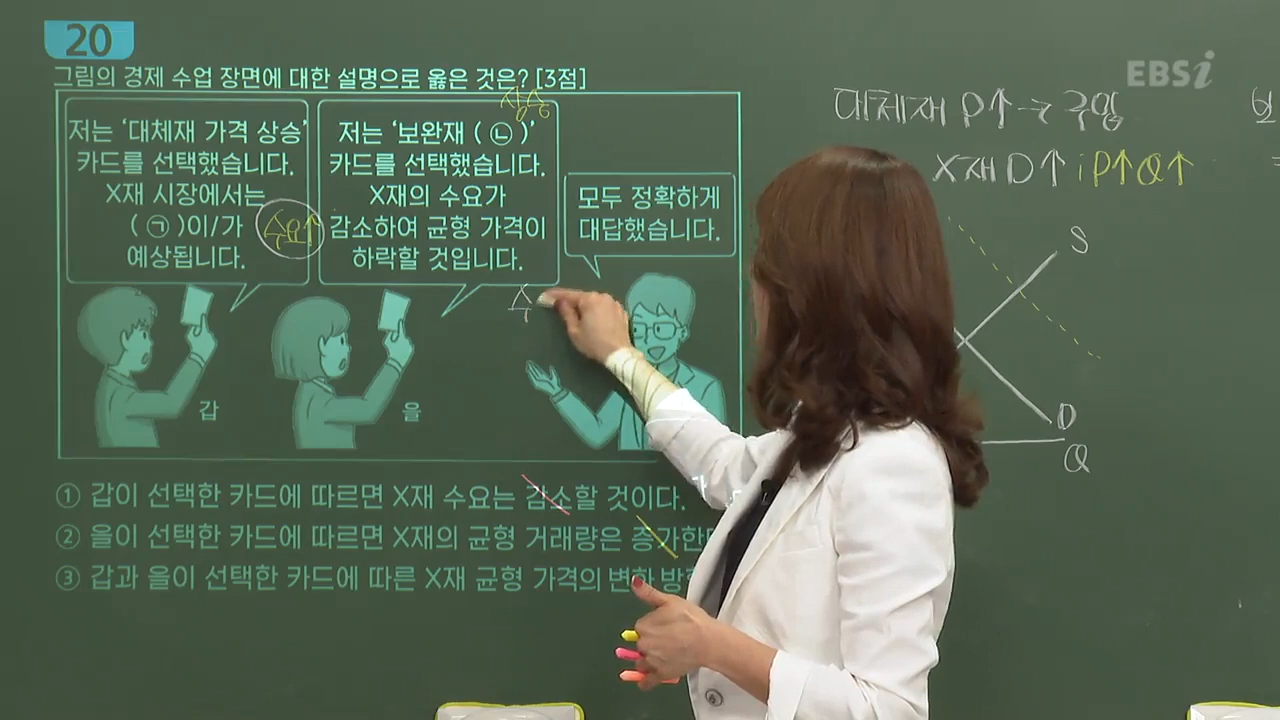 20
그림의 경제 수업 장면에 대한 설명으로 옳은 것은? [3점]
저는 '대체재 가격 상승'
카드를 선택했습니다.
X재 시장에서는
( ㉠ )이/가
예상됩니다.
수요↑
상승
저는 '보완재 ( ㉡ )'
카드를 선택했습니다.
X재의 수요가
감소하여 균형 가격이
하락할 것입니다.
모두 정확하게
대답했습니다.
갑
을
① 갑이 선택한 카드에 따르면 X재 수요는 감소할 것이다.
② 을이 선택한 카드에 따르면 X재의 균형 거래량은 증가한
③ 갑과 을이 선택한 카드에 따른 X재 균형 가격의 변화
EBSi
대체재 P↑→ 구입
X재 D↑ ; P↑ Q↑
S
D
Q